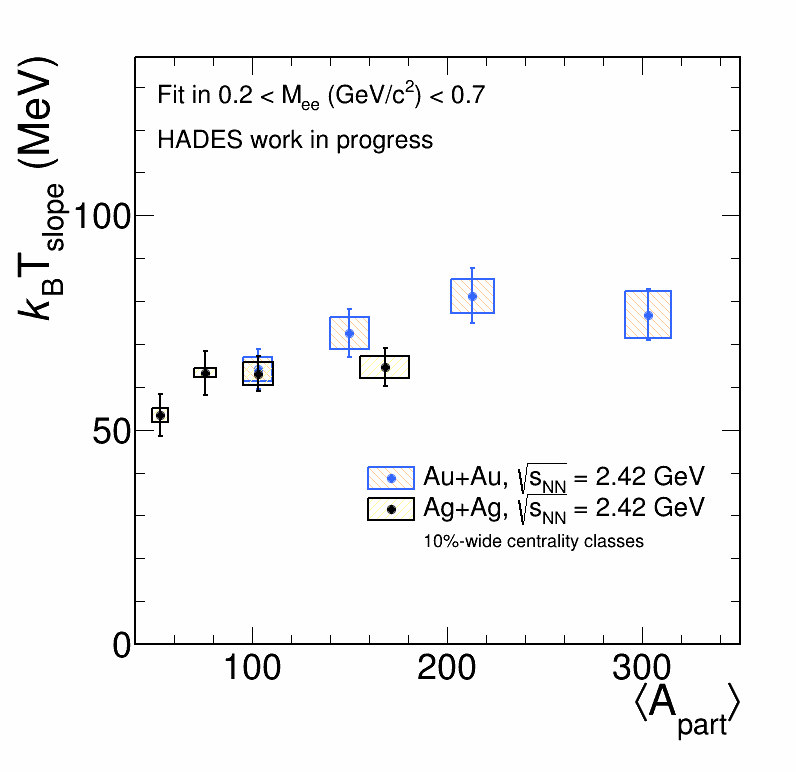 Fit in 0.2 < M_ee (GeV/c²) < 0.7
HADES work in progress
k_B T_slope (MeV)
100
50
0
Au+Au, √s_NN = 2.42 GeV
Ag+Ag, √s_NN = 2.42 GeV
10%-wide centrality classes
100 200 300
⟨A_part⟩